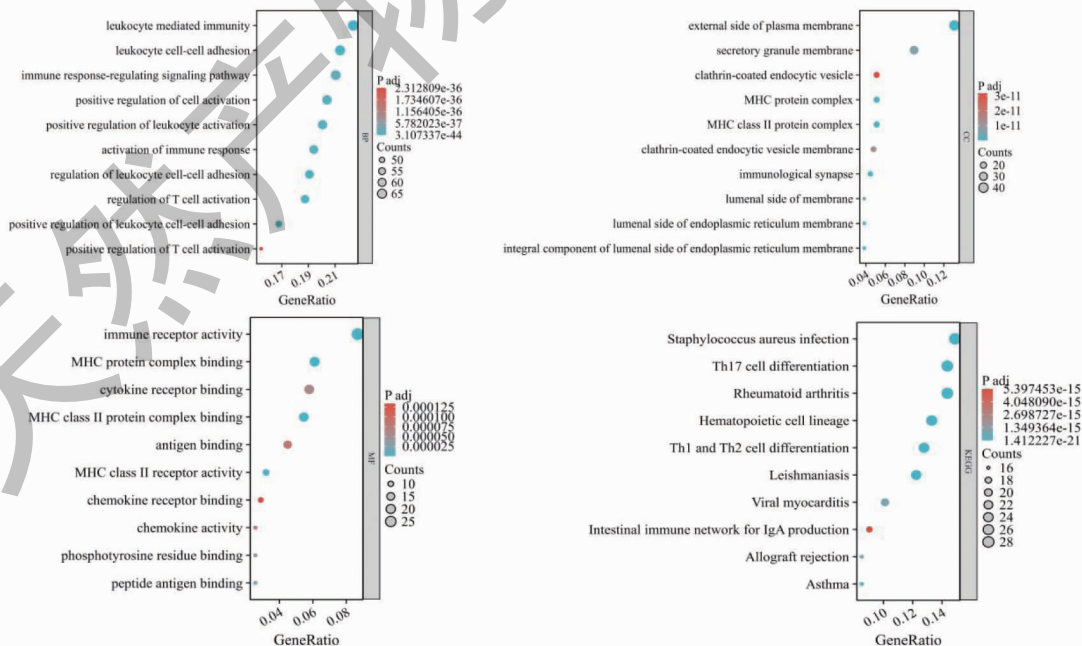 leukocyte mediated immunity
leukocyte cell-cell adhesion
immune response-regulating signaling pathway
positive regulation of cell activation
positive regulation of leukocyte activation
activation of immune response
regulation of leukocyte cell-cell adhesion
regulation of T cell activation
positive regulation of leukocyte cell-cell adhesion
positive regulation of T cell activation
0.17 0.19 0.21
GeneRatio
BP
P adj
2.312809e-36
1.734607e-36
1.156405e-36
5.782023e-37
3.107337e-44
Counts
50
55
60
65
external side of plasma membrane
secretory granule membrane
clathrin-coated endocytic vesicle
MHC protein complex
MHC class II protein complex
clathrin-coated endocytic vesicle membrane
immunological synapse
lumenal side of membrane
lumenal side of endoplasmic reticulum membrane
integral component of lumenal side of endoplasmic reticulum membrane
0.04 0.06 0.08 0.10 0.12
GeneRatio
CC
P adj
3e-11
2e-11
1e-11
Counts
20
30
40
immune receptor activity
MHC protein complex binding
cytokine receptor binding
MHC class II protein complex binding
antigen binding
MHC class II receptor activity
chemokine receptor binding
chemokine activity
phosphotyrosine residue binding
peptide antigen binding
0.04 0.06 0.08
GeneRatio
MF
P adj
0.000125
0.000100
0.000075
0.000050
0.000025
Counts
10
15
20
25
Staphylococcus aureus infection
Th17 cell differentiation
Rheumatoid arthritis
Hematopoietic cell lineage
Th1 and Th2 cell differentiation
Leishmaniasis
Viral myocarditis
Intestinal immune network for IgA production
Allograft rejection
Asthma
0.10 0.12 0.14
GeneRatio
KEGG
P adj
5.397453e-15
4.048090e-15
2.698727e-15
1.349364e-15
1.412227e-21
Counts
16
18
20
22
24
26
28
天然产物